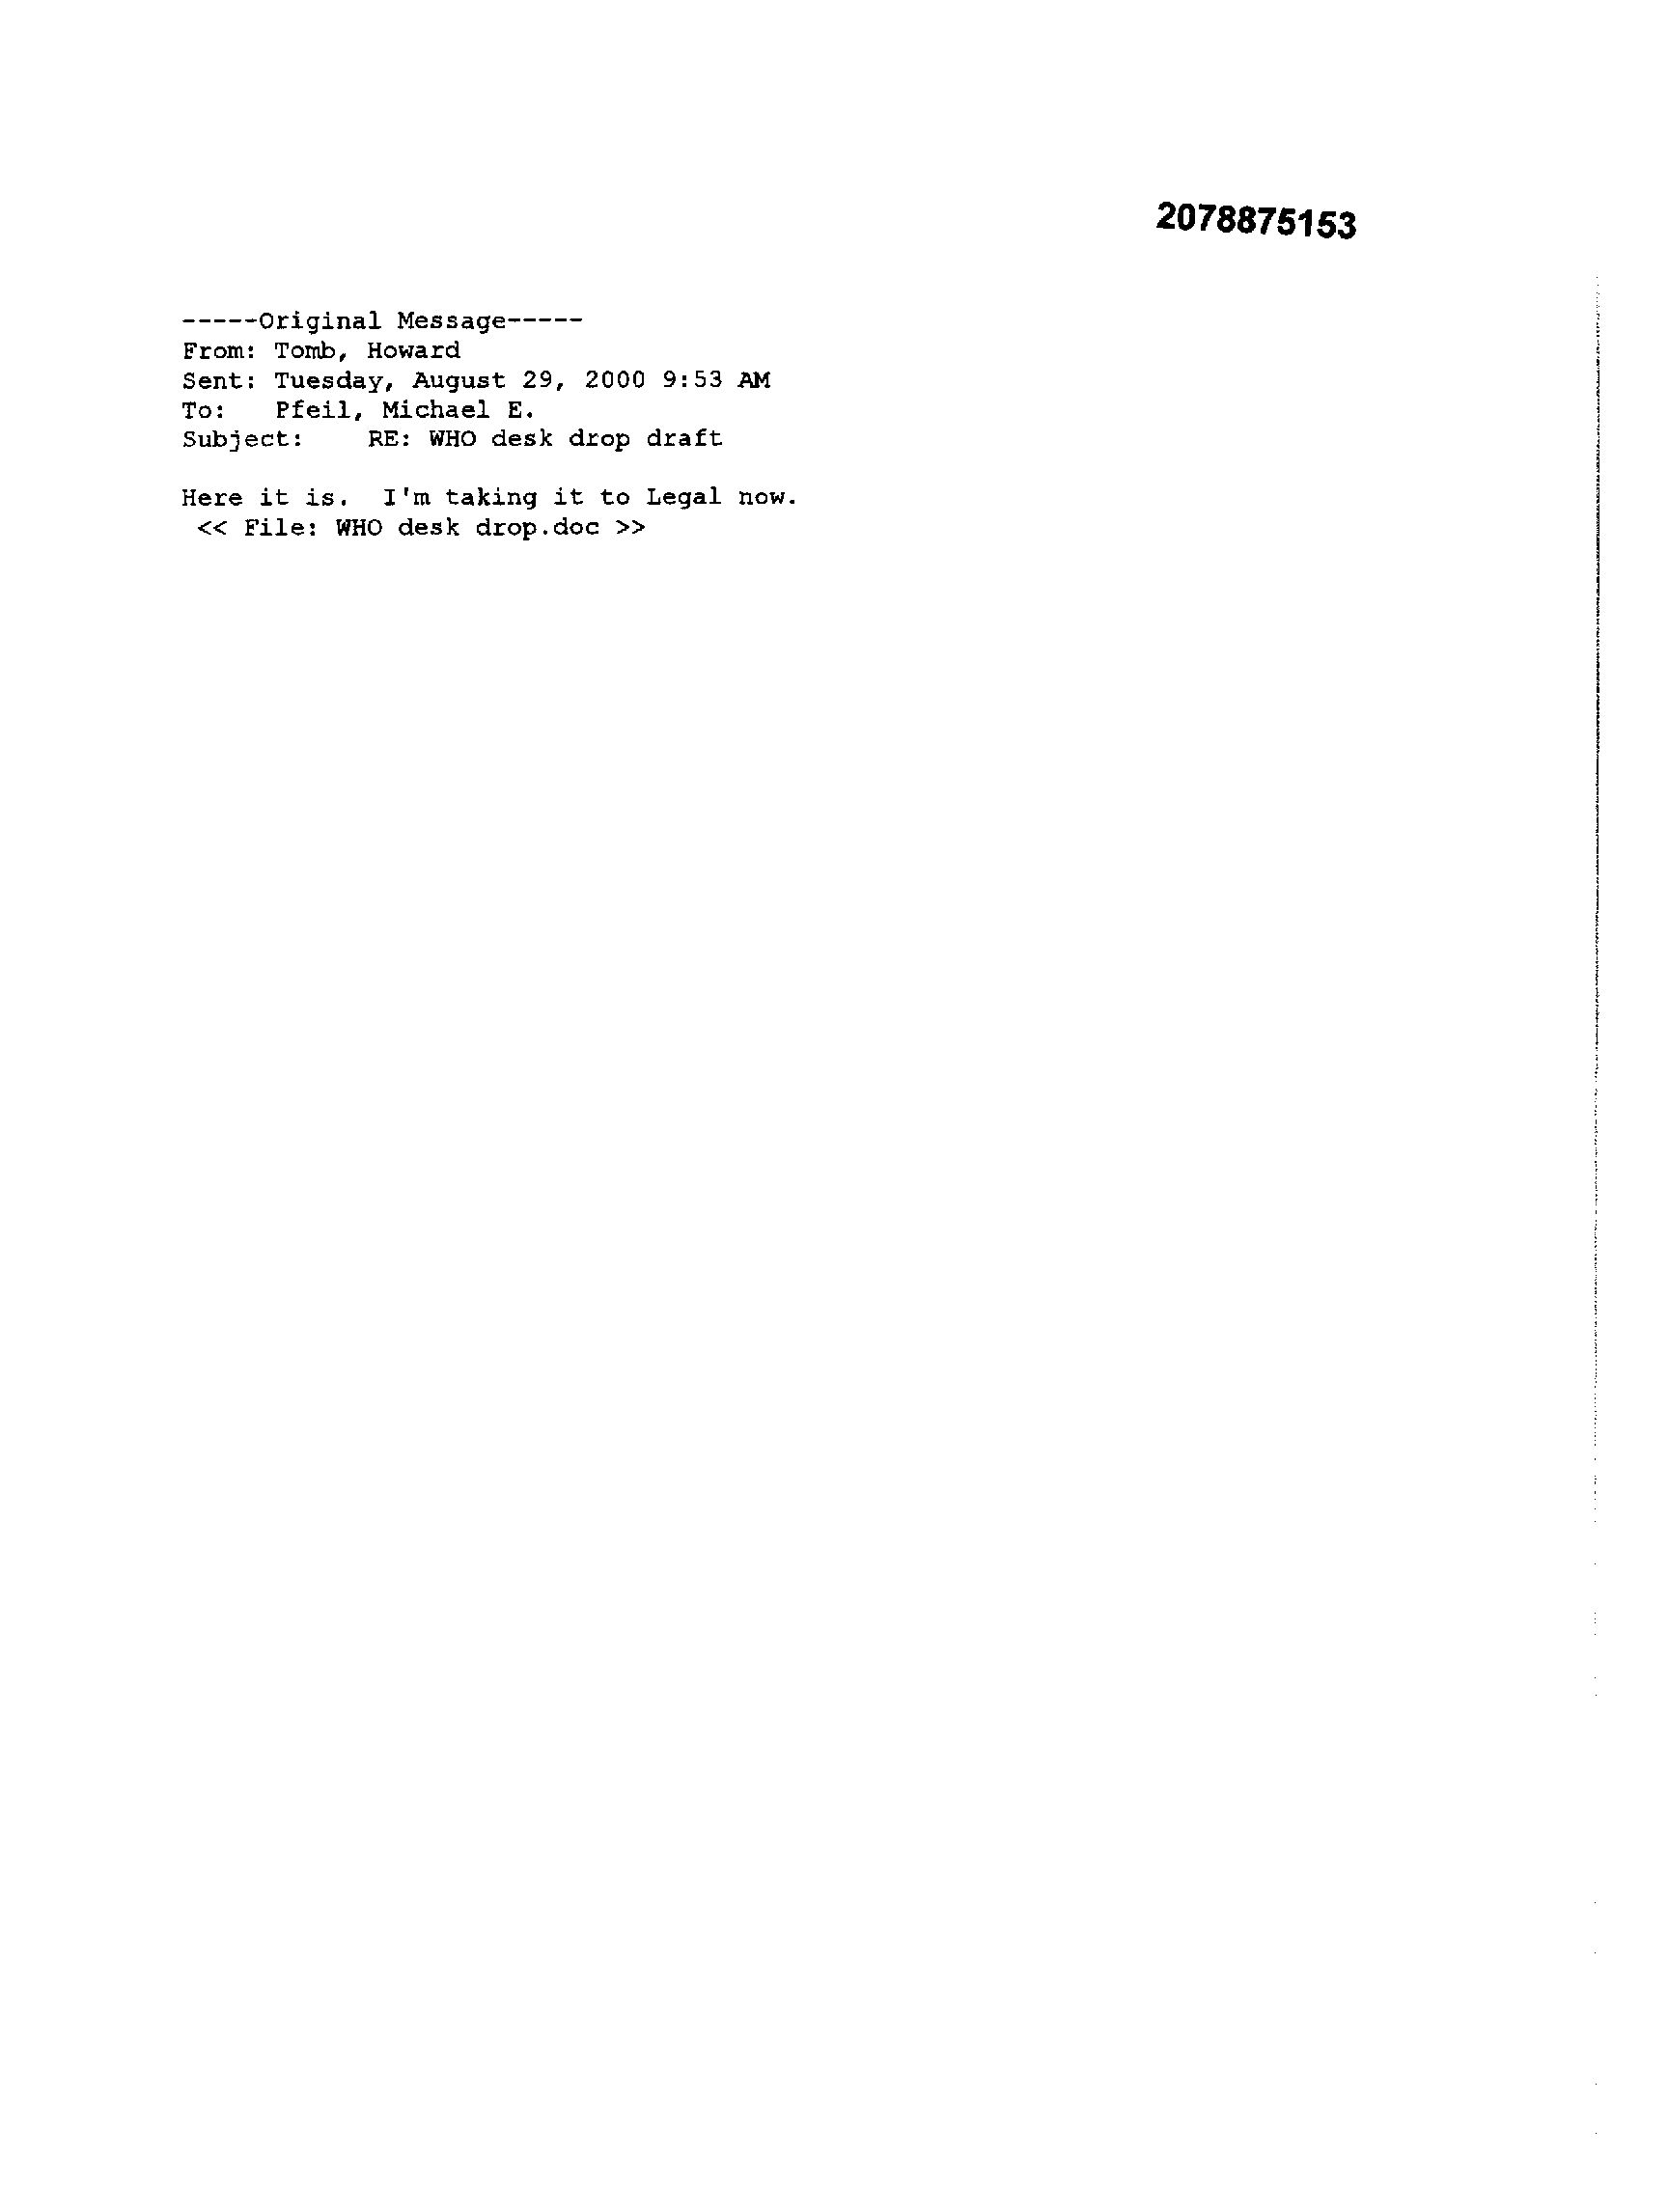 2078875153
-----Original Message-----
From: Tomb, Howard
Sent: Tuesday, August 29, 2000 9:53 AM
To: Pfeil, Michael E.
Subject: RE: WHO desk drop draft
Here it is. I'm taking it to Legal now.
<< File: WHO desk drop.doc >>